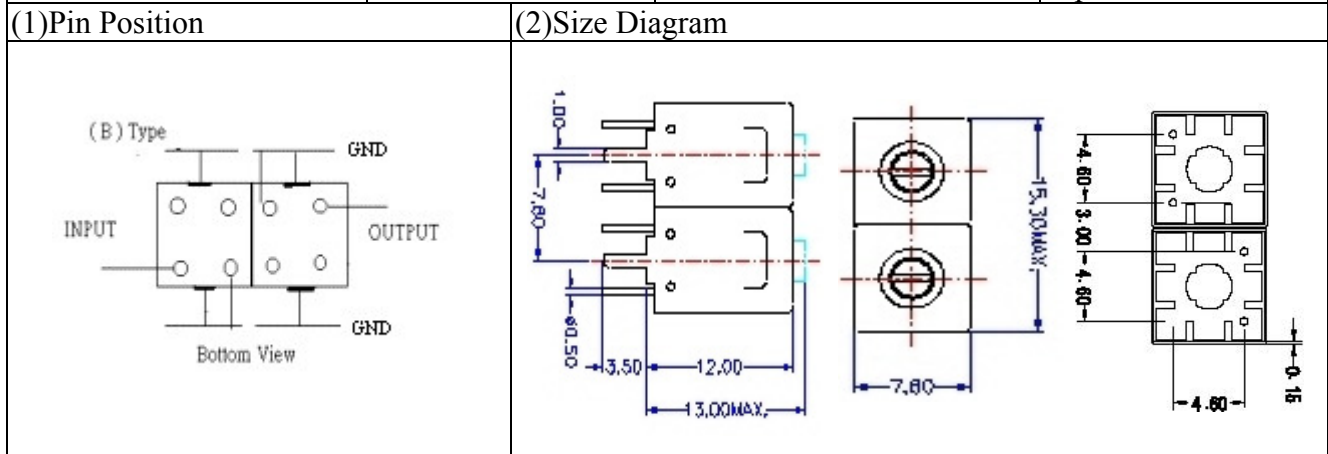 (1)Pin Position
(2)Size Diagram
(B) Type
GND
INPUT
OUTPUT
GND
Bottom View
1.00
7.60
ø0.50
3.50
12.00
13.00MAX.
15.30MAX.
7.60
4.60
3.00
4.60
0.15
4.60